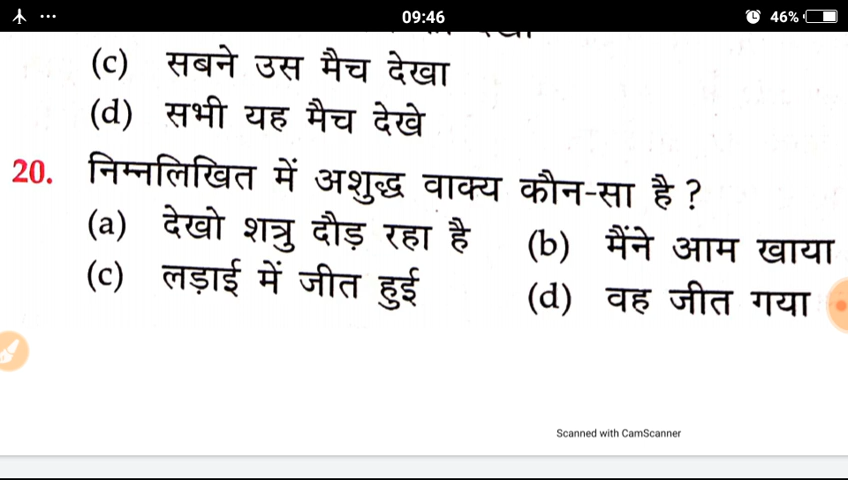 09:46
46%
(c) सबने उस मैच देखा
(d) सभी यह मैच देखे
20. निम्नलिखित में अशुद्ध वाक्य कौन-सा है ?
(a) देखो शत्रु दौड़ रहा है (b) मैंने आम खाया
(c) लड़ाई में जीत हुई (d) वह जीत गया
Scanned with CamScanner